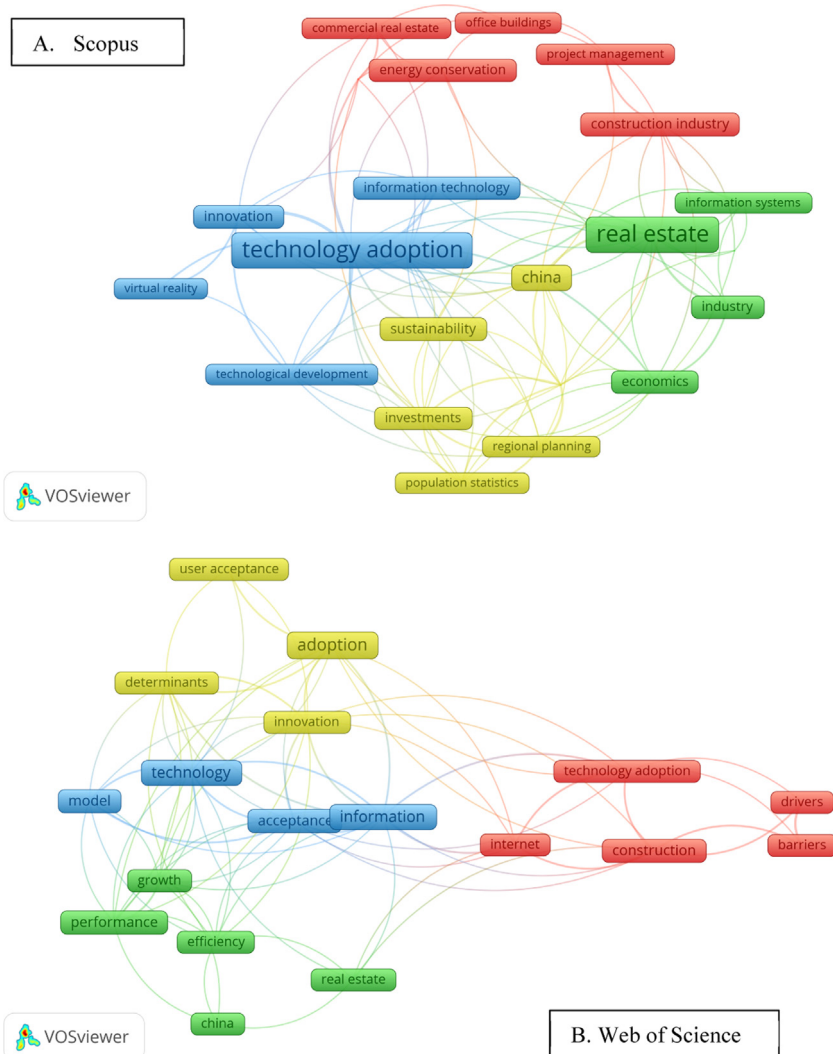 A. Scopus
commercial real estate
office buildings
project management
energy conservation
construction industry
information technology
information systems
innovation
real estate
technology adoption
china
virtual reality
industry
sustainability
technological development
economics
investments
regional planning
population statistics
VOSviewer
user acceptance
adoption
determinants
innovation
technology
technology adoption
model
drivers
acceptance
information
internet
construction
barriers
growth
performance
efficiency
real estate
china
VOSviewer
B. Web of Science